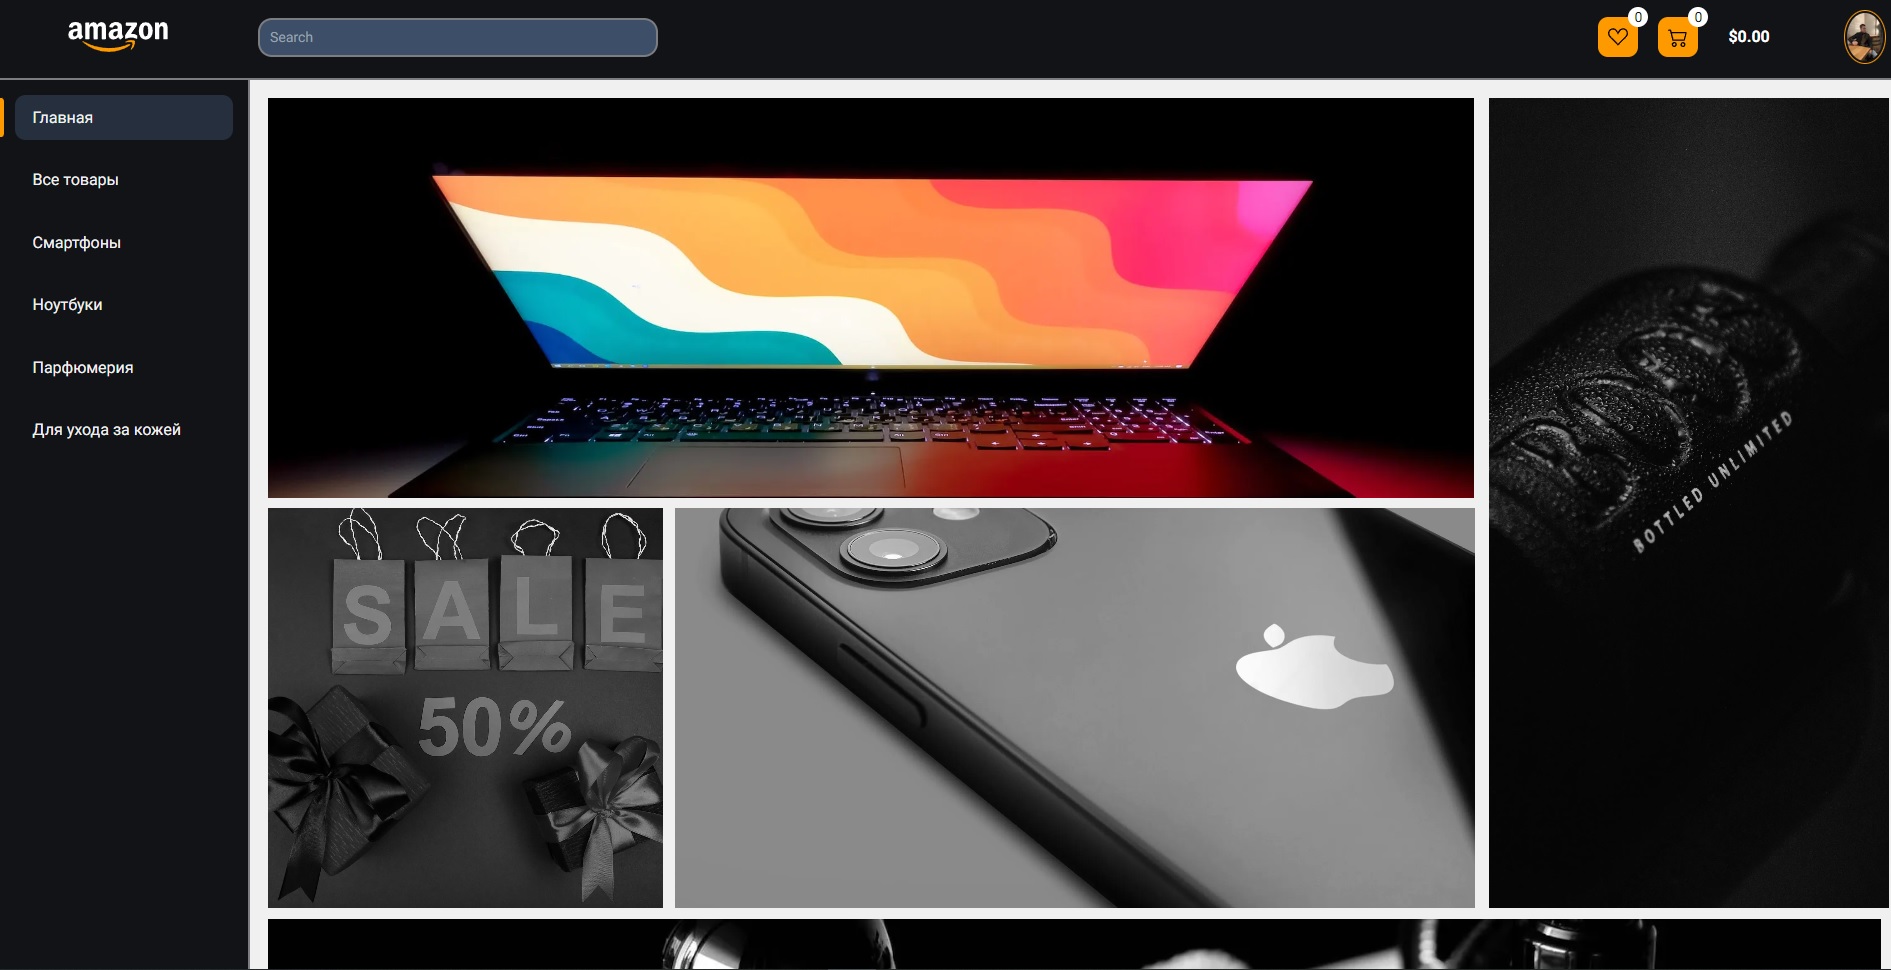 amazon
Search
0
0
$0.00
Главная
Все товары
Смартфоны
Ноутбуки
Парфюмерия
Для ухода за кожей
BOTTLED UNLIMITED
SALE
50%